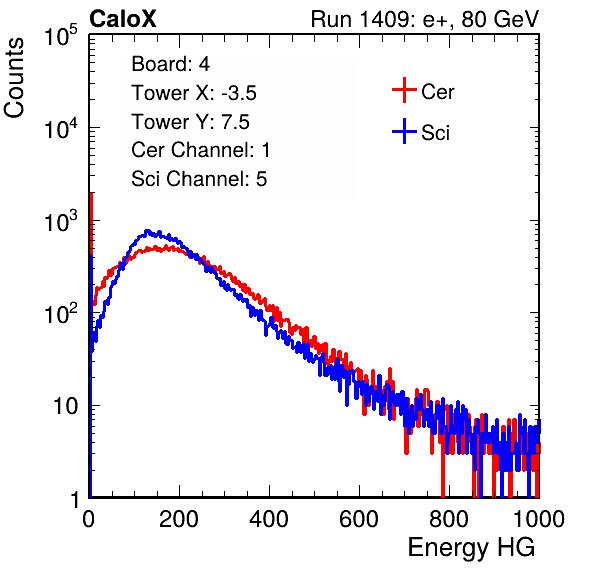 CaloX
Run 1409: e+, 80 GeV
Counts
10^5
10^4
10^3
10^2
10
1
Board: 4
Tower X: -3.5
Tower Y: 7.5
Cer Channel: 1
Sci Channel: 5
Cer
Sci
0 200 400 600 800 1000
Energy HG